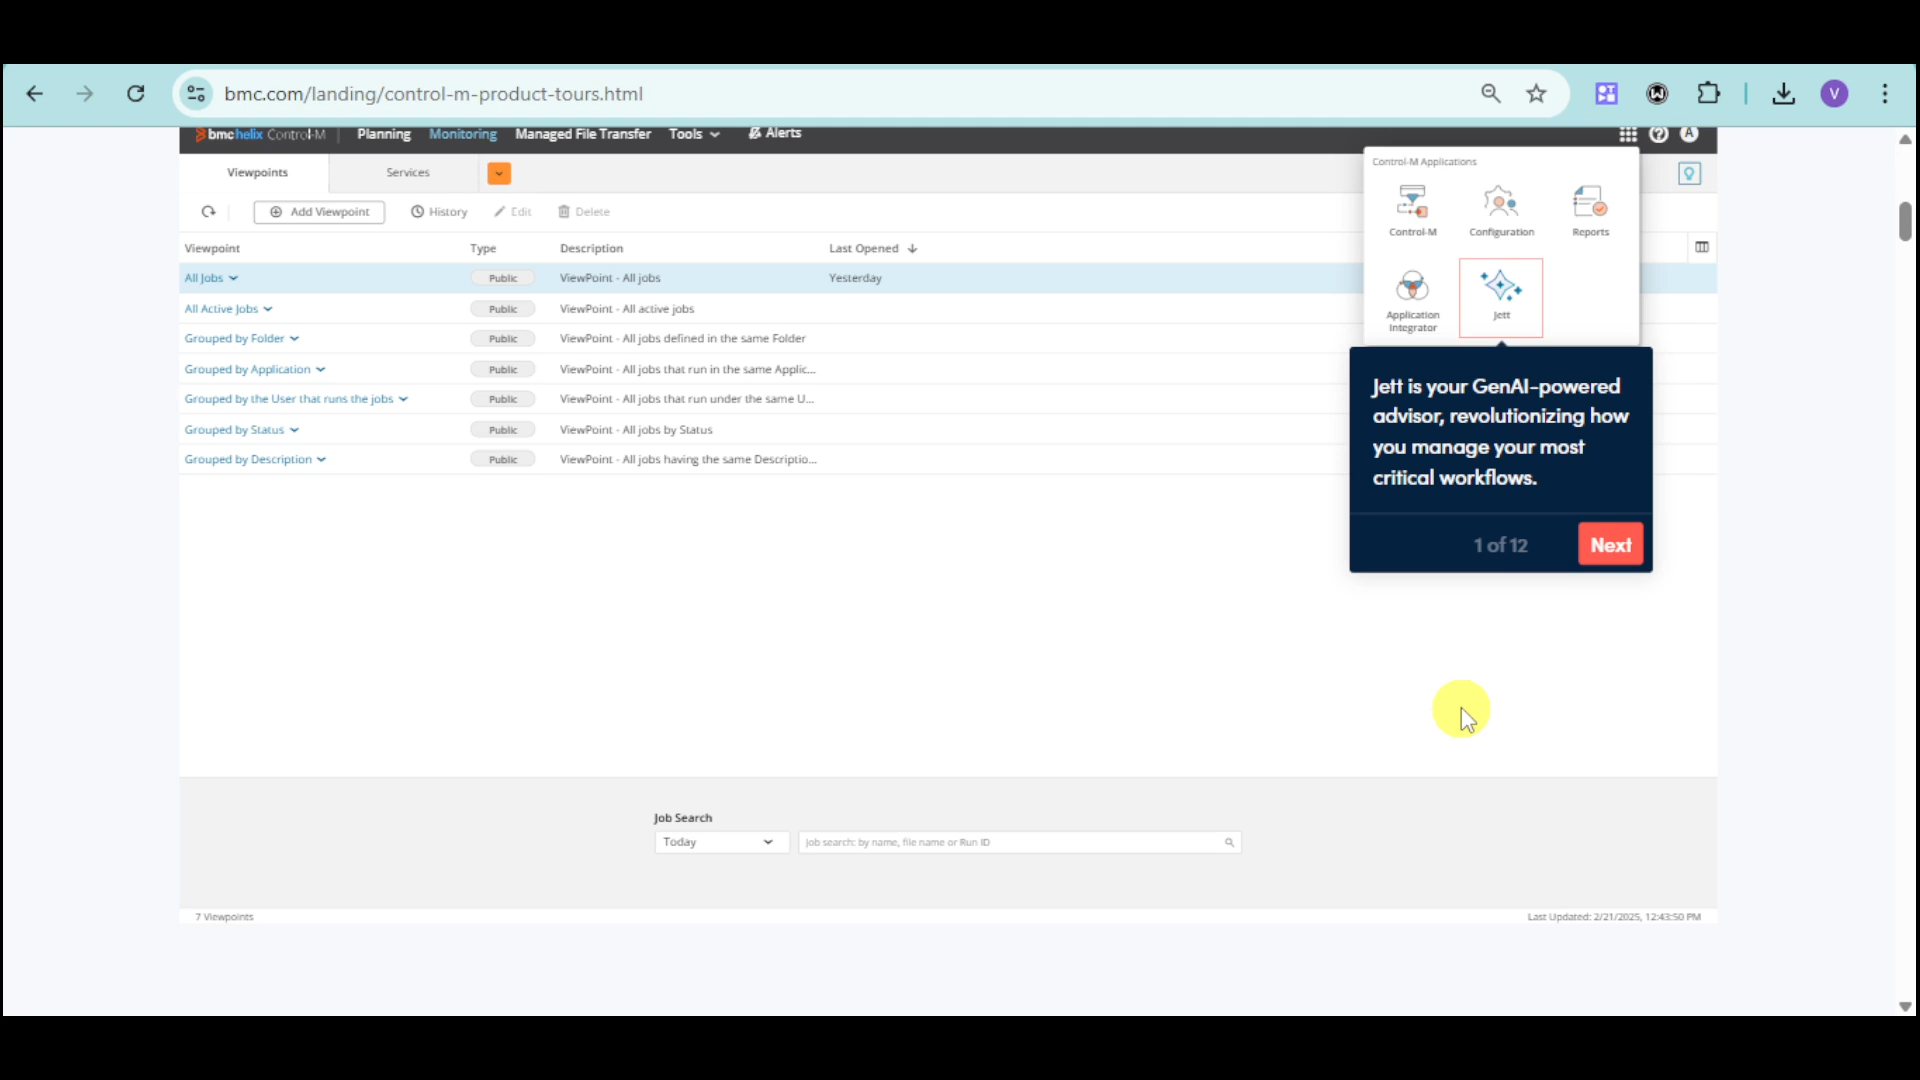 bmc.com/landing/control-m-product-tours.html
V
bmchelix Control-M Planning Monitoring Managed File Transfer Tools Alerts
A
Viewpoints Services
Control-M Applications
Add Viewpoint History Edit Delete
Control-M Configuration Reports
Viewpoint Type Description Last Opened
All Jobs Public ViewPoint - All jobs Yesterday
All Active Jobs Public ViewPoint - All active jobs
Application Integrator Jett
Grouped by Folder Public ViewPoint - All jobs defined in the same Folder
Grouped by Application Public ViewPoint - All jobs that run in the same Applic...
Grouped by the User that runs the jobs Public ViewPoint - All jobs that run under the same U...
Grouped by Status Public ViewPoint - All jobs by Status
Grouped by Description Public ViewPoint - All jobs having the same Descriptio...
Jett is your GenAI-powered
advisor, revolutionizing how
you manage your most
critical workflows.
1 of 12 Next
Job Search
Today Job search: by name, file name or Run ID
7 Viewpoints Last Updated: 2/21/2025, 12:43:50 PM